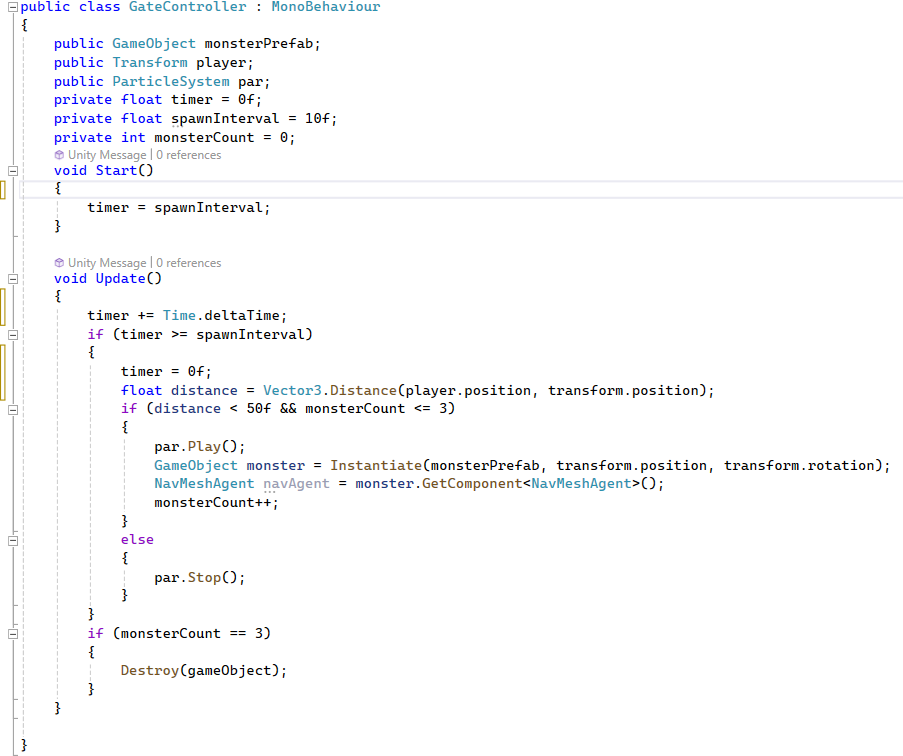 public class GateController : MonoBehaviour
{
    public GameObject monsterPrefab;
    public Transform player;
    public ParticleSystem par;
    private float timer = 0f;
    private float spawnInterval = 10f;
    private int monsterCount = 0;
    Unity Message | 0 references
    void Start()
    {
        timer = spawnInterval;
    }

    Unity Message | 0 references
    void Update()
    {
        timer += Time.deltaTime;
        if (timer >= spawnInterval)
        {
            timer = 0f;
            float distance = Vector3.Distance(player.position, transform.position);
            if (distance < 50f && monsterCount <= 3)
            {
                par.Play();
                GameObject monster = Instantiate(monsterPrefab, transform.position, transform.rotation);
                NavMeshAgent navAgent = monster.GetComponent<NavMeshAgent>();
                monsterCount++;
            }
            else
            {
                par.Stop();
            }
        }
        if (monsterCount == 3)
        {
            Destroy(gameObject);
        }
    }

}